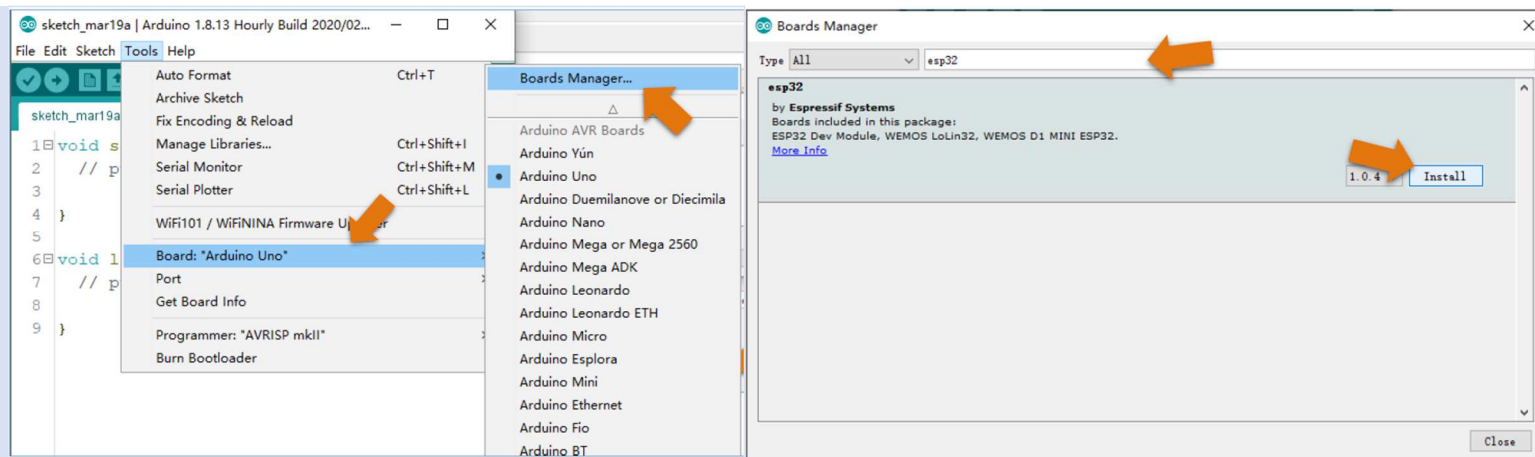 sketch_mar19a | Arduino 1.8.13 Hourly Build 2020/02...
File Edit Sketch Tools Help
sketch_mar19a
1 void s
2 // p
3
4 }
5
6 void l
7 // p
8
9 }
Auto Format Ctrl+T
Archive Sketch
Fix Encoding & Reload
Manage Libraries... Ctrl+Shift+I
Serial Monitor Ctrl+Shift+M
Serial Plotter Ctrl+Shift+L
WiFi101 / WiFiNINA Firmware Up er
Board: "Arduino Uno"
Port
Get Board Info
Programmer: "AVRISP mkII"
Burn Bootloader
Boards Manager...
Arduino AVR Boards
Arduino Yún
Arduino Uno
Arduino Duemilanove or Diecimila
Arduino Nano
Arduino Mega or Mega 2560
Arduino Mega ADK
Arduino Leonardo
Arduino Leonardo ETH
Arduino Micro
Arduino Esplora
Arduino Mini
Arduino Ethernet
Arduino Fio
Arduino BT
Boards Manager
Type All esp32
esp32
by Espressif Systems
Boards included in this package:
ESP32 Dev Module, WEMOS LoLin32, WEMOS D1 MINI ESP32.
More Info
1.0.4 Install
Close